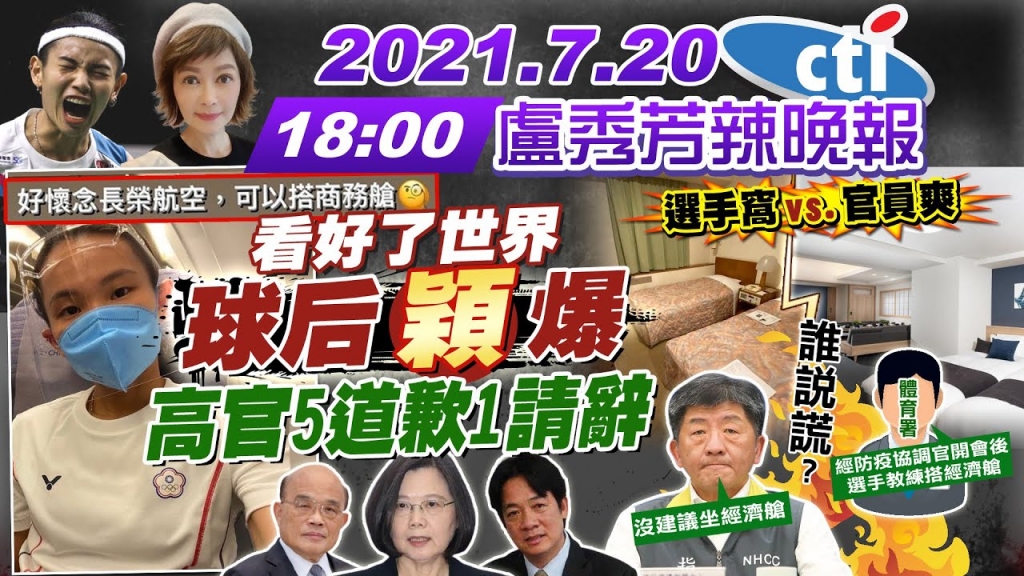 2021.7.20
cti
18:00
盧秀芳辣晚報
好懷念長榮航空，可以搭商務艙🧐
選手窩vs.官員爽
看好了世界
球后穎爆
高官5道歉1請辭
誰說謊?
體育署
經防疫協調官開會後
選手教練搭經濟艙
沒建議坐經濟艙
指
NHCC